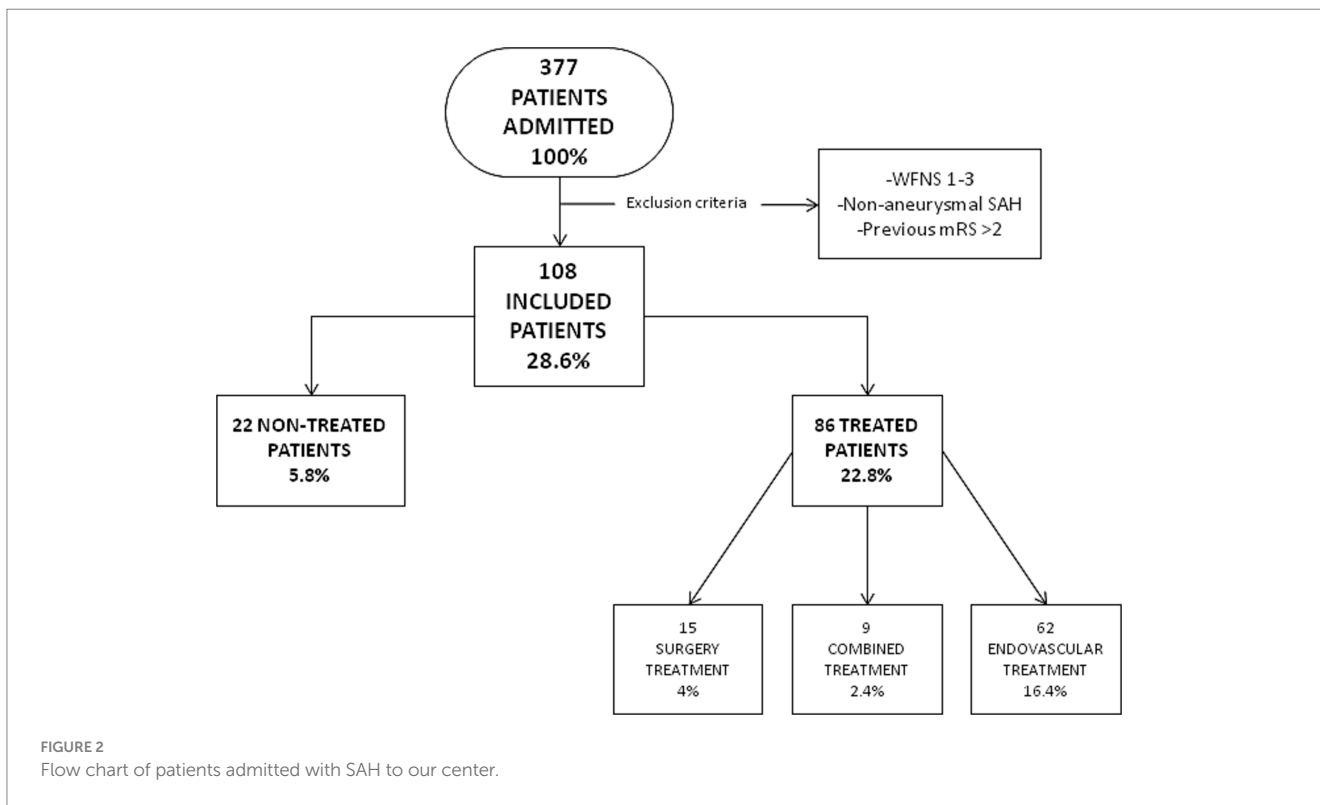 377
PATIENTS
ADMITTED
100%
Exclusion criteria
-WFNS 1-3
-Non-aneurysmal SAH
-Previous mRS >2
108
INCLUDED
PATIENTS
28.6%
22 NON-TREATED
PATIENTS
5.8%
86 TREATED
PATIENTS
22.8%
15
SURGERY
TREATMENT
4%
9
COMBINED
TREATMENT
2.4%
62
ENDOVASCULAR
TREATMENT
16.4%
FIGURE 2
Flow chart of patients admitted with SAH to our center.